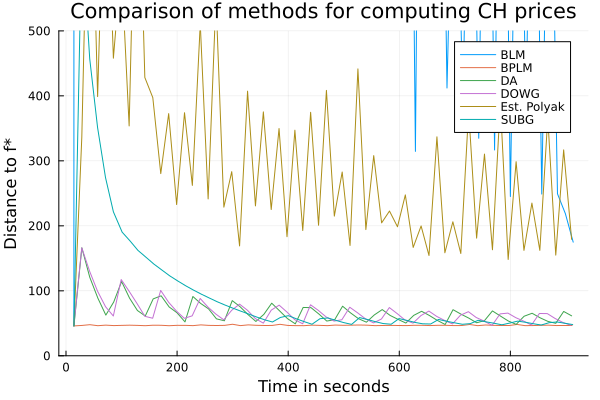 Comparison of methods for computing CH prices
Distance to f*
500
400
300
200
100
0
BLM
BPLM
DA
DOWG
Est. Polyak
SUBG
0 200 400 600 800
Time in seconds